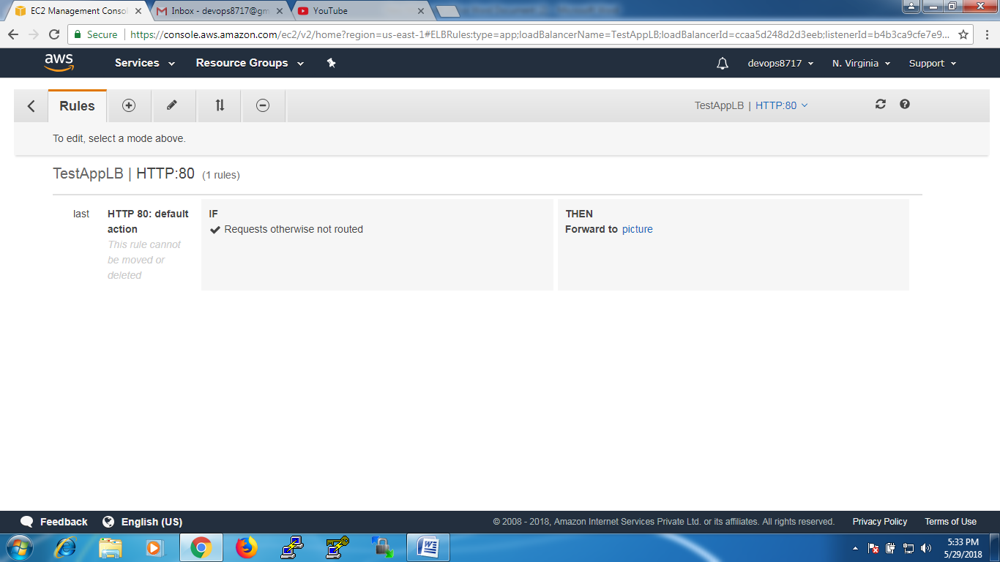 EC2 Management Consol
Inbox - devops8717@gm
YouTube
Secure
https://console.aws.amazon.com/ec2/v2/home?region=us-east-1#ELBRules:type=app;loadBalancerName=TestAppLB;loadBalancerId=ccaa5d248d2d3eeb;listenerId=b4b3ca9cfe7e9...
aws Services Resource Groups devops8717 N. Virginia Support
Rules TestAppLB | HTTP:80
To edit, select a mode above.
TestAppLB | HTTP:80 (1 rules)
last
HTTP 80: default
action
This rule cannot
be moved or
deleted
IF
Requests otherwise not routed
THEN
Forward to picture
Feedback English (US) © 2008 - 2018, Amazon Internet Services Private Ltd. or its affiliates. All rights reserved. Privacy Policy Terms of Use
5:33 PM
5/29/2018